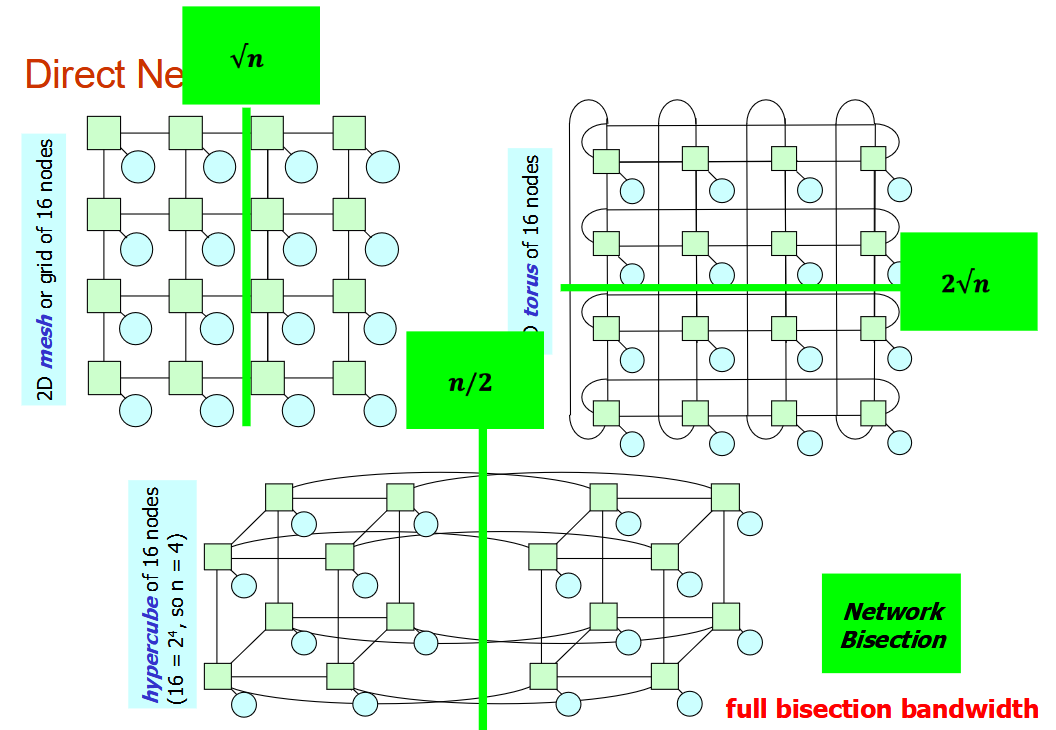 Direct Ne
√n
2D mesh or grid of 16 nodes
torus of 16 nodes
2√n
n/2
hypercube of 16 nodes
(16 = 2⁴, so n = 4)
Network
Bisection
full bisection bandwidth